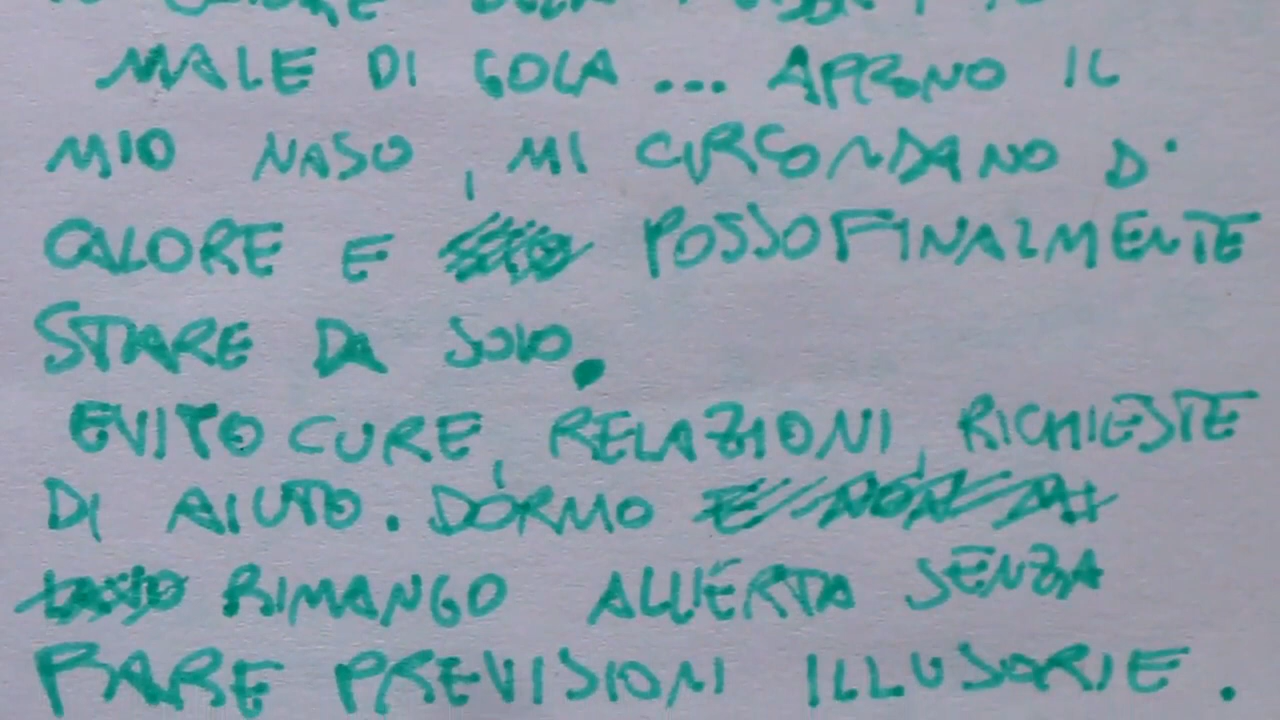 MALE DI GOLA ... APRONO IL
MIO NASO, MI CIRCONDANO D'
CALORE E POSSO FINALMENTE
STARE DA SOLO.
EVITO CURE, RELAZIONI, RICHIESTE
DI AIUTO. DORMO
RIMANGO ALLERTA SENZA
FARE PREVISIONI ILLUSORIE.